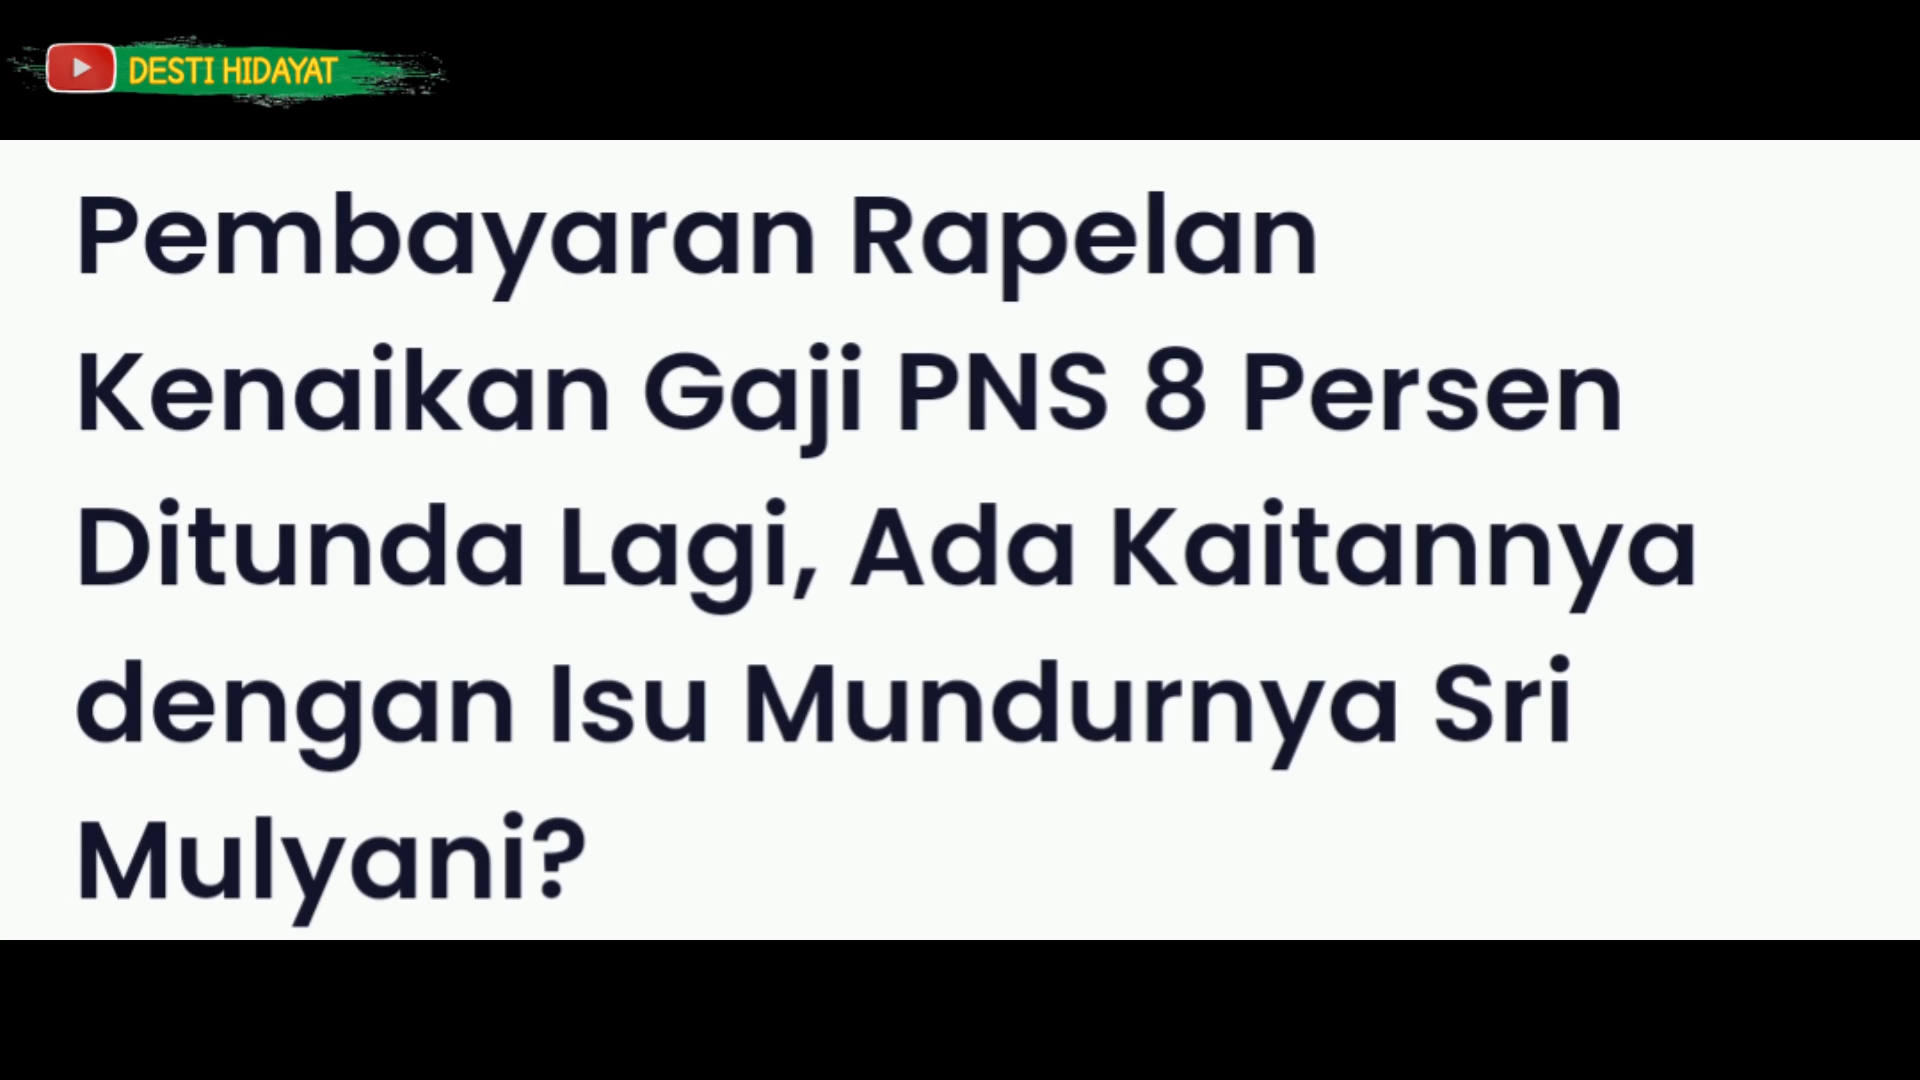 DESTI HIDAYAT
Pembayaran Rapelan
Kenaikan Gaji PNS 8 Persen
Ditunda Lagi, Ada Kaitannya
dengan Isu Mundurnya Sri
Mulyani?